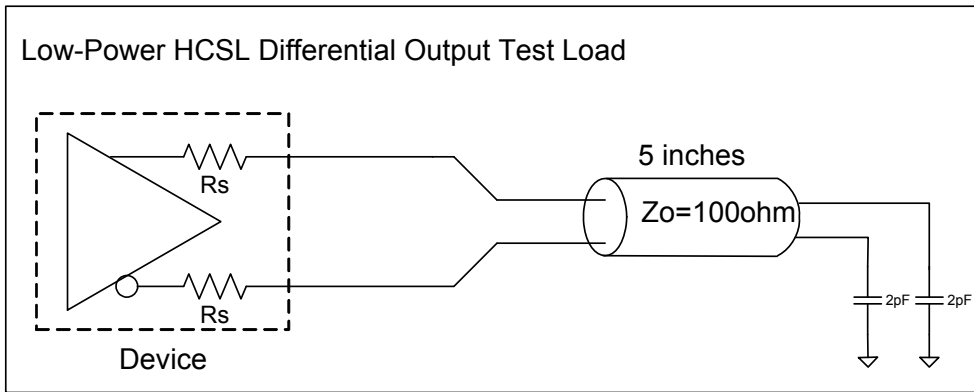 Low-Power HCSL Differential Output Test Load
Rs
Rs
Device
5 inches
Zo=100ohm
2pF
2pF